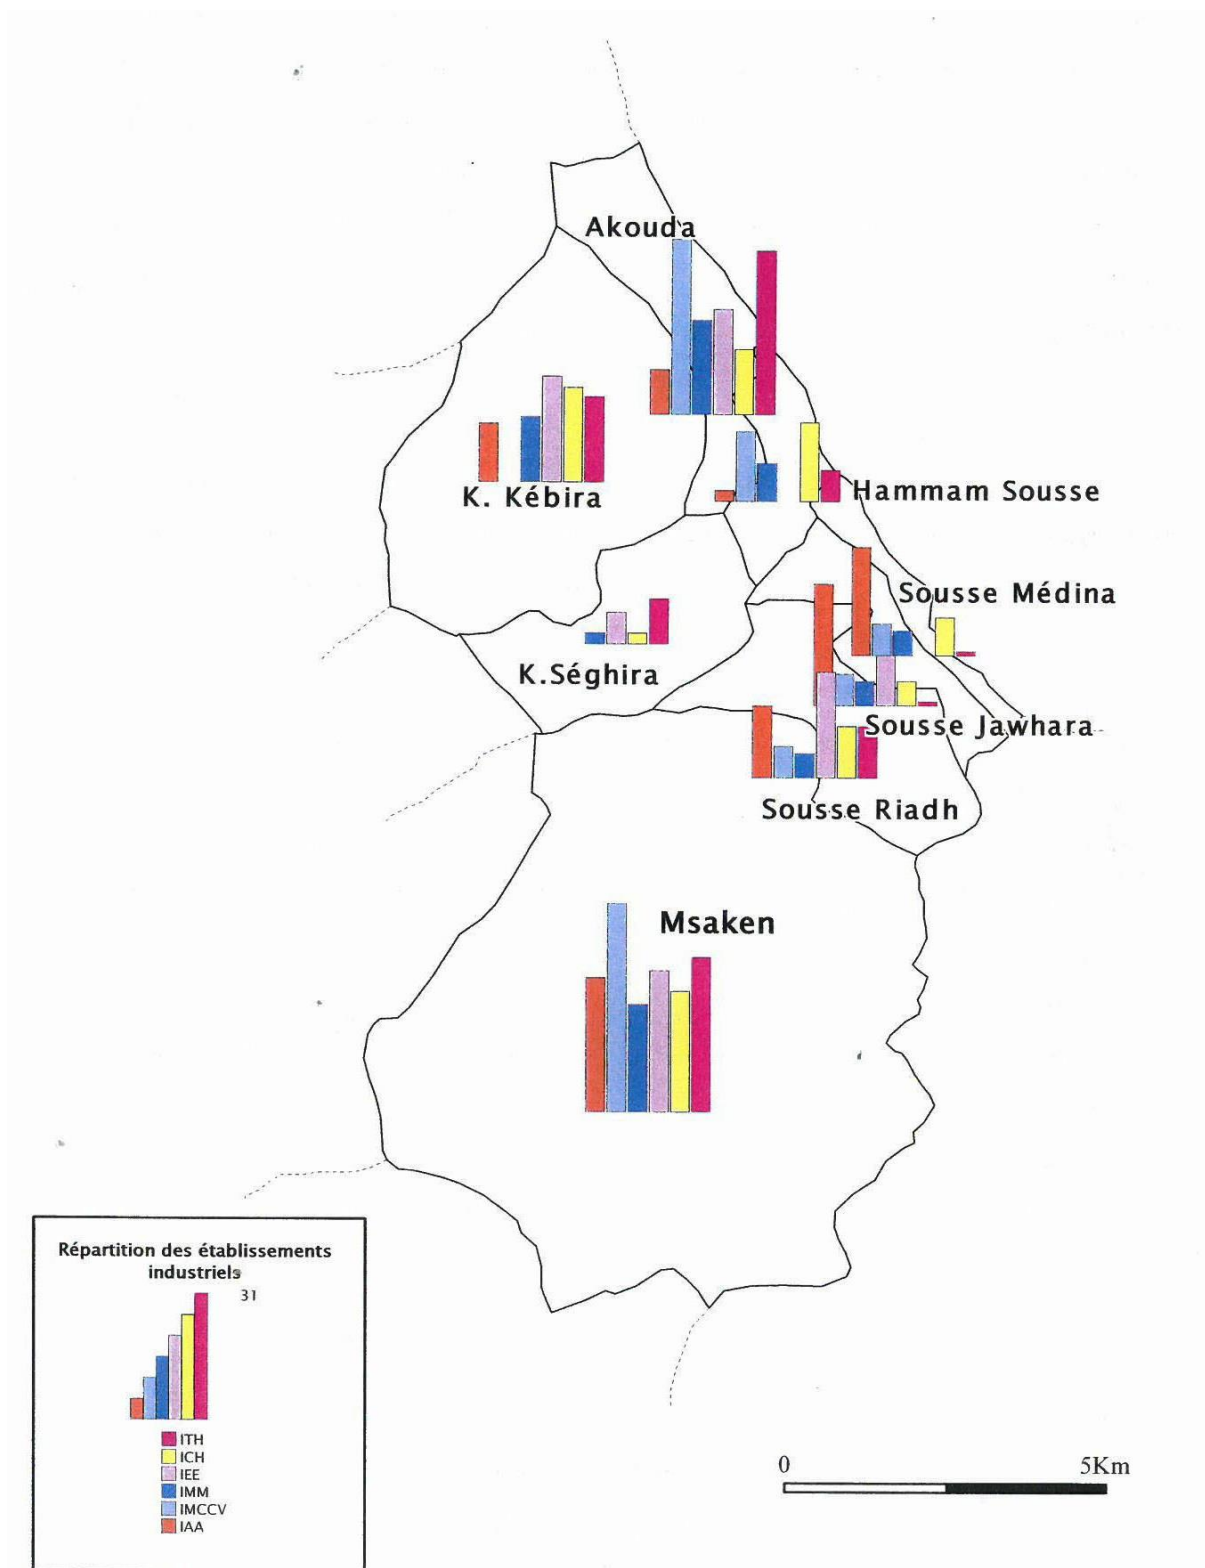 Akouda
K. Kébira
Hammam Sousse
Sousse Médina
K.Séghira
Sousse Jawhara
Sousse Riadh
Msaken
Répartition des établissements
industriels
31
ITH
ICH
IEE
IMM
IMCCV
IAA
0 5Km